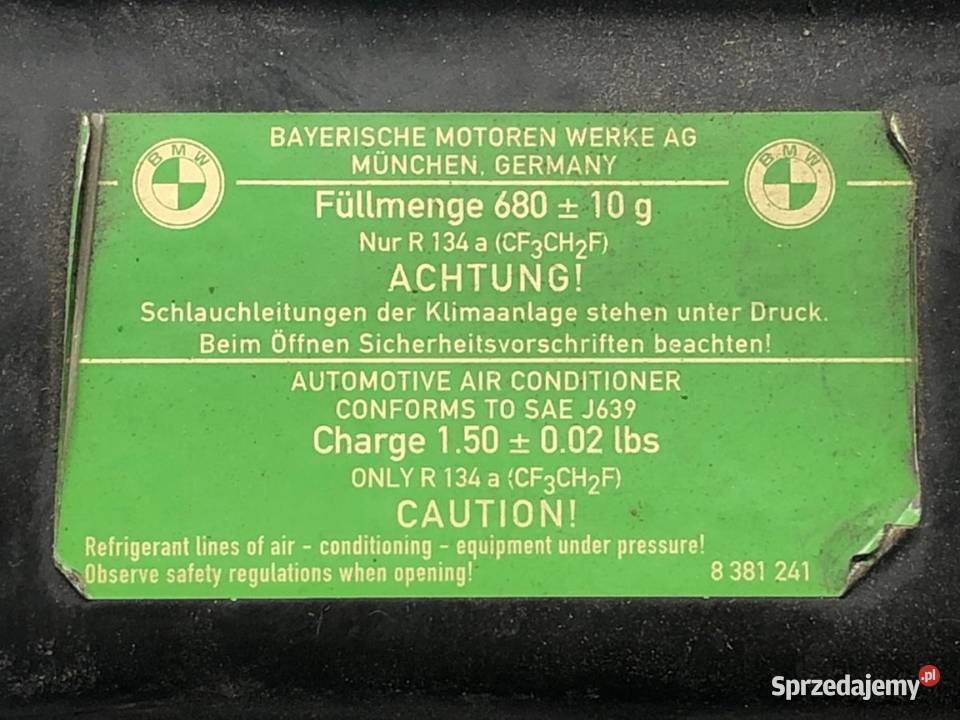 BAYERISCHE MOTOREN WERKE AG
MÜNCHEN, GERMANY
BMW
BMW
Füllmenge 680 ± 10 g
Nur R 134 a (CF₃CH₂F)
ACHTUNG!
Schlauchleitungen der Klimaanlage stehen unter Druck.
Beim Öffnen Sicherheitsvorschriften beachten!
AUTOMOTIVE AIR CONDITIONER
CONFORMS TO SAE J639
Charge 1.50 ± 0.02 lbs
ONLY R 134 a (CF₃CH₂F)
CAUTION!
Refrigerant lines of air - conditioning - equipment under pressure!
Observe safety regulations when opening!
8 381 241
Sprzedajemy.pl